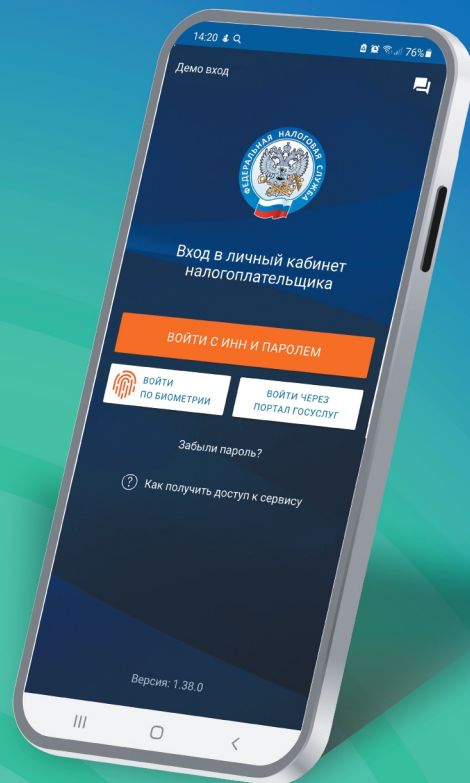 14:20
76%
Демо вход
ФЕДЕРАЛЬНАЯ НАЛОГОВАЯ СЛУЖБА
Вход в личный кабинет
налогоплательщика
ВОЙТИ С ИНН И ПАРОЛЕМ
ВОЙТИ
ПО БИОМЕТРИИ
ВОЙТИ ЧЕРЕЗ
ПОРТАЛ ГОСУСЛУГ
Забыли пароль?
? Как получить доступ к сервису
Версия: 1.38.0